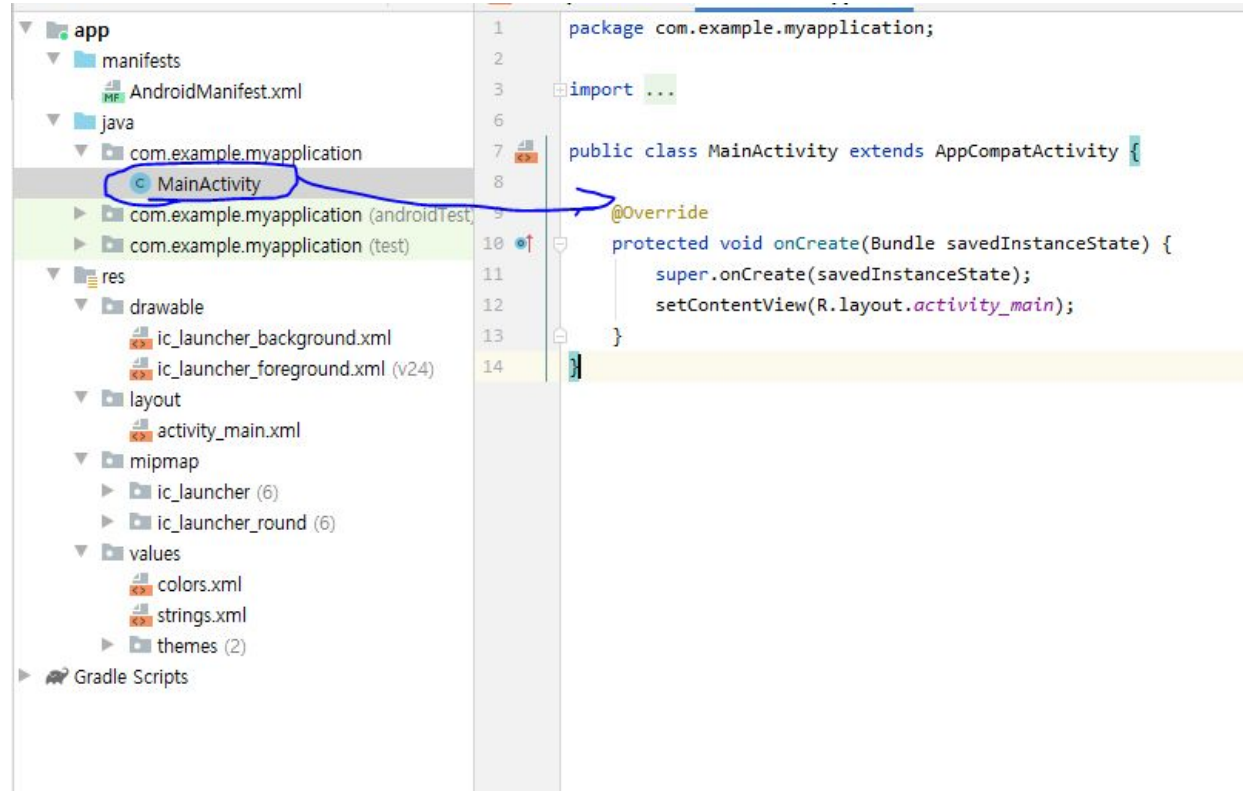 app
manifests
AndroidManifest.xml
java
com.example.myapplication
MainActivity
com.example.myapplication (androidTest)
com.example.myapplication (test)
res
drawable
ic_launcher_background.xml
ic_launcher_foreground.xml (v24)
layout
activity_main.xml
mipmap
ic_launcher (6)
ic_launcher_round (6)
values
colors.xml
strings.xml
themes (2)
Gradle Scripts
1 package com.example.myapplication;
2
3 import ...
6
7 public class MainActivity extends AppCompatActivity {
8
9 @Override
10 protected void onCreate(Bundle savedInstanceState) {
11 super.onCreate(savedInstanceState);
12 setContentView(R.layout.activity_main);
13 }
14 }